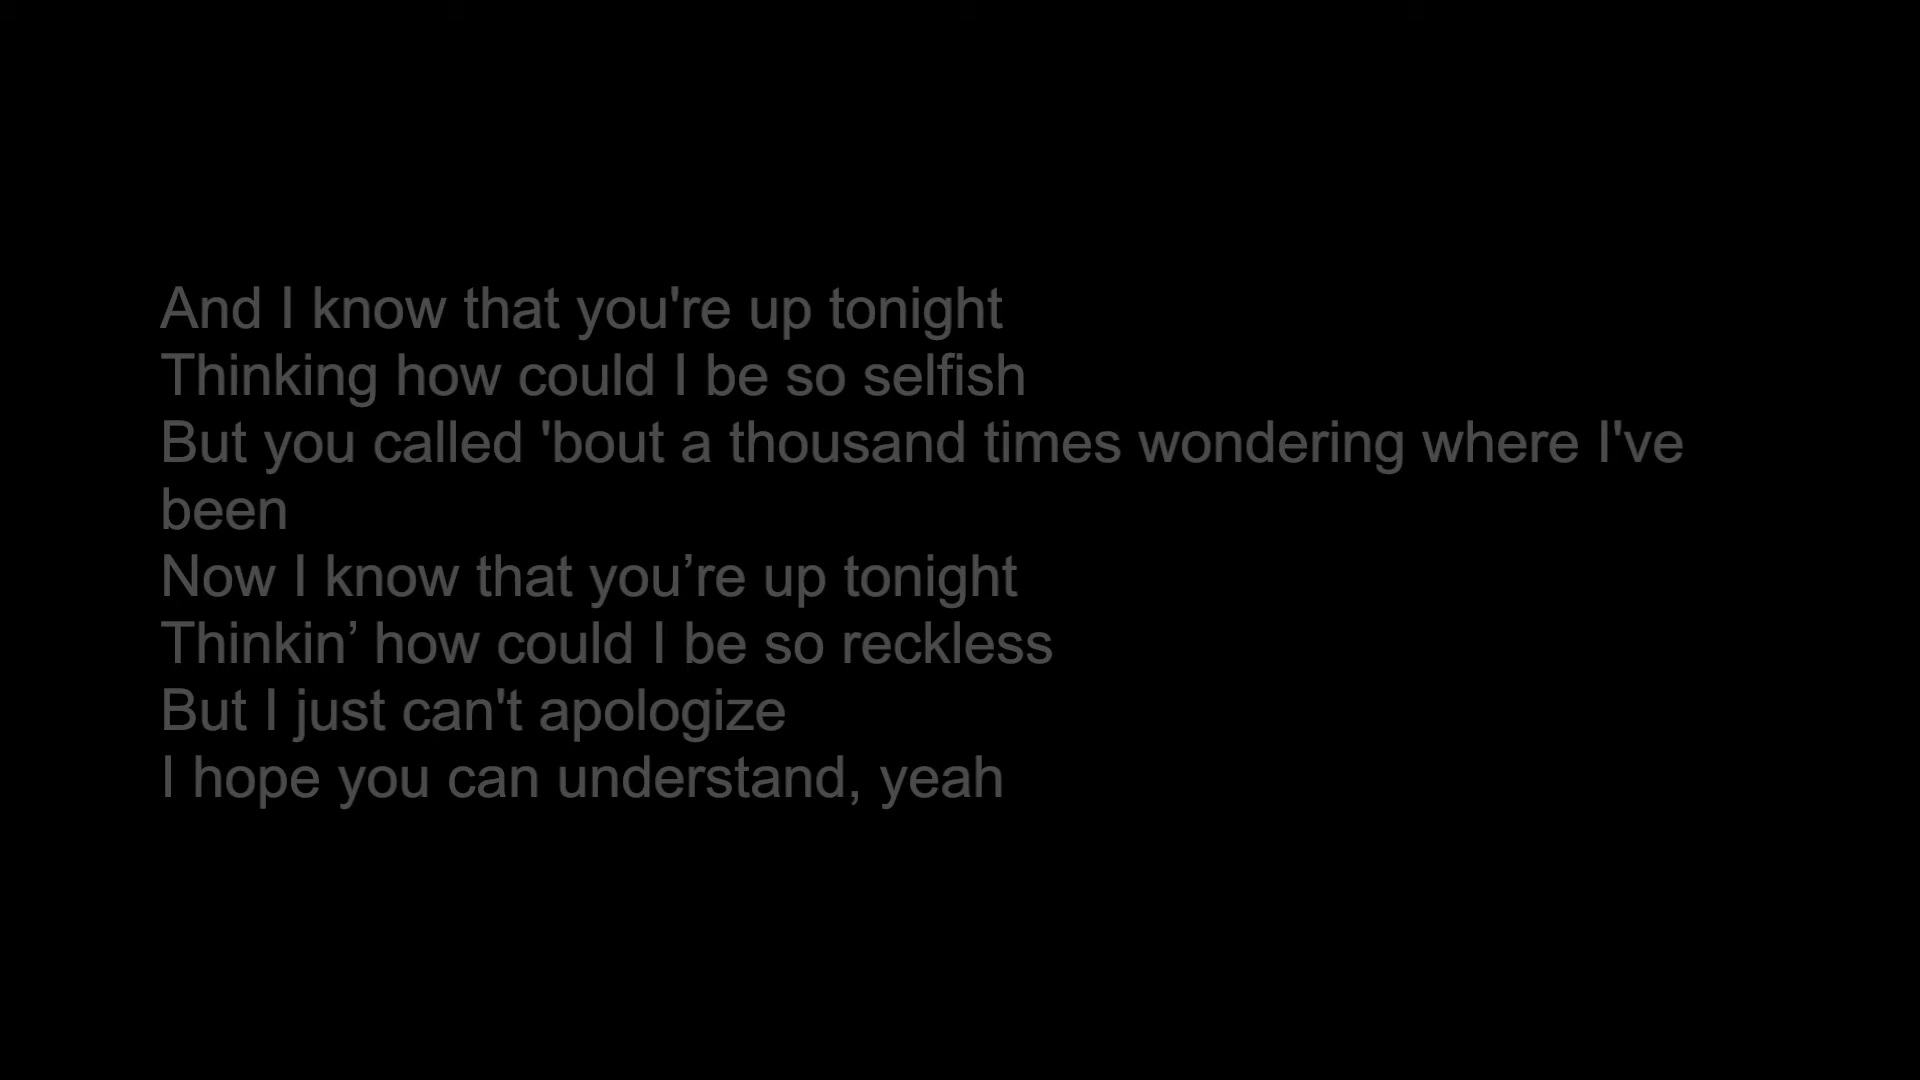 And I know that you're up tonight
Thinking how could I be so selfish
But you called 'bout a thousand times wondering where I've
been
Now I know that you’re up tonight
Thinkin’ how could I be so reckless
But I just can't apologize
I hope you can understand, yeah